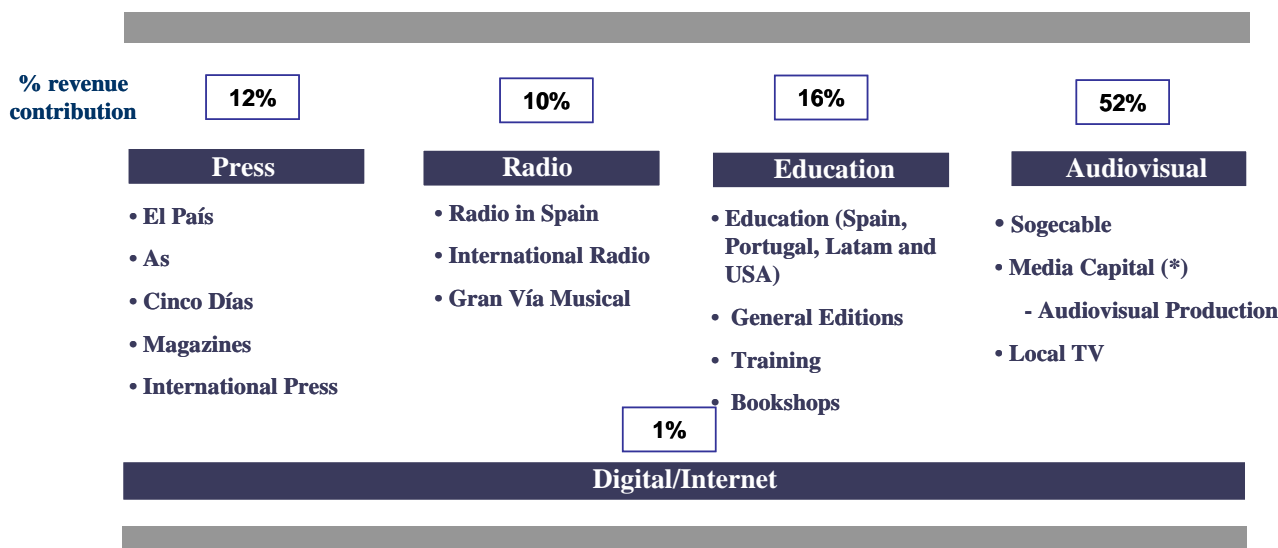 % revenue
contribution
12%
10%
16%
52%
Press
• El País
• As
• Cinco Días
• Magazines
• International Press
Radio
• Radio in Spain
• International Radio
• Gran Vía Musical
Education
• Education (Spain,
Portugal, Latam and
USA)
• General Editions
• Training
• Bookshops
Audiovisual
• Sogecable
• Media Capital (*)
- Audiovisual Production
• Local TV
1%
Digital/Internet